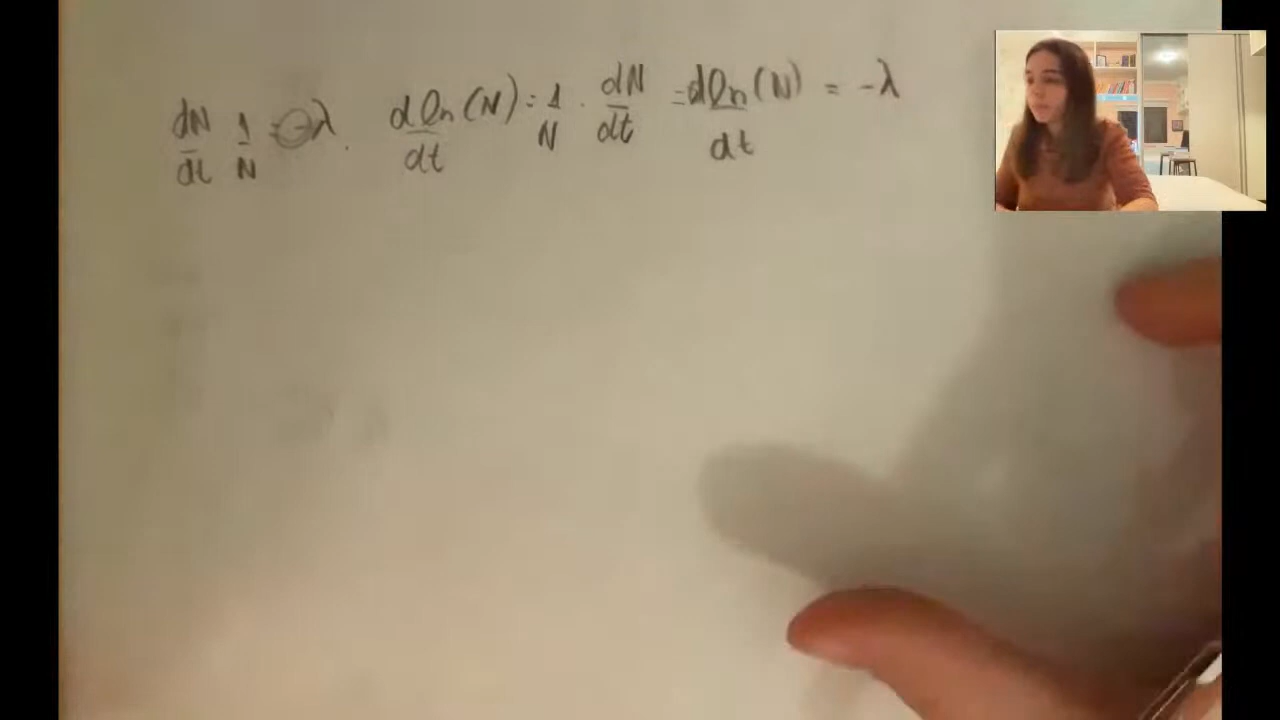 dN/dt 1/N = -λ. d ln(N)/dt = 1/N · dN/dt = d ln(N)/dt = -λ